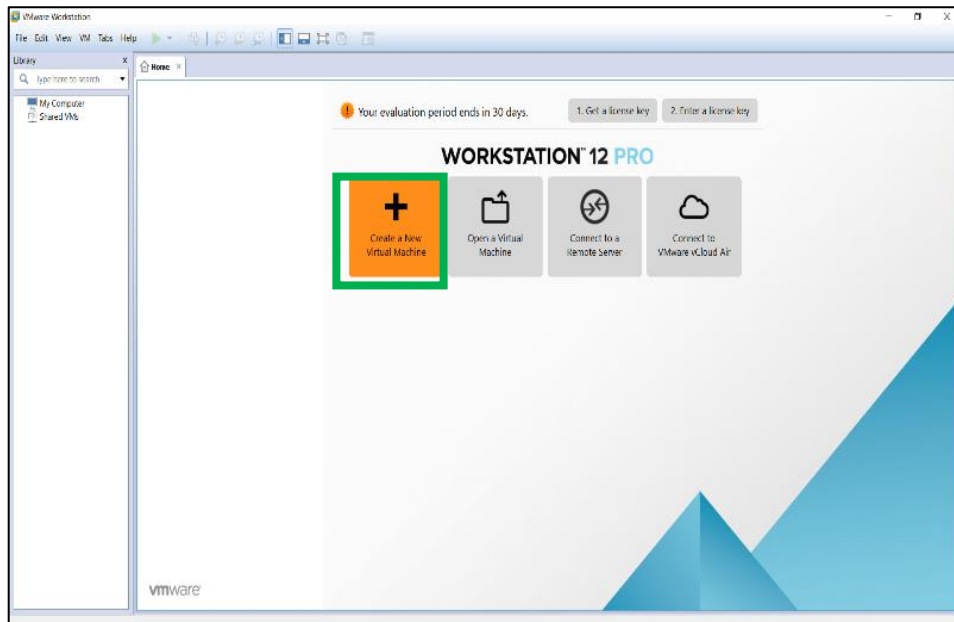 VMware Workstation
File Edit View VM Tabs Help
Library X
Home ×
Type here to search
My Computer
Shared VMs
Your evaluation period ends in 30 days.
1. Get a license key
2. Enter a license key
WORKSTATION™ 12 PRO
Create a New
Virtual Machine
Open a Virtual
Machine
Connect to a
Remote Server
Connect to
VMware vCloud Air
vmware